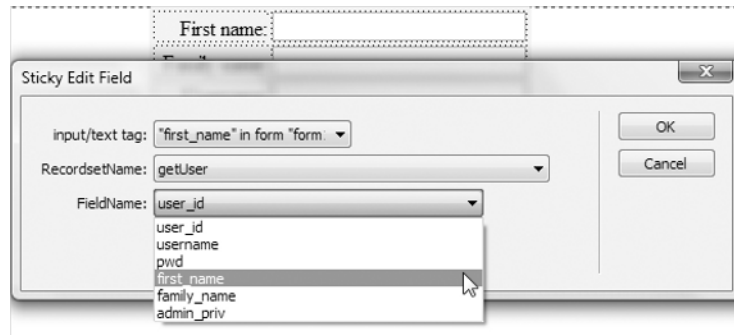 First name:
Sticky Edit Field
input/text tag: "first_name" in form "form
OK
RecordsetName: getUser
Cancel
FieldName: user_id
user_id
username
pwd
first_name
family_name
admin_priv